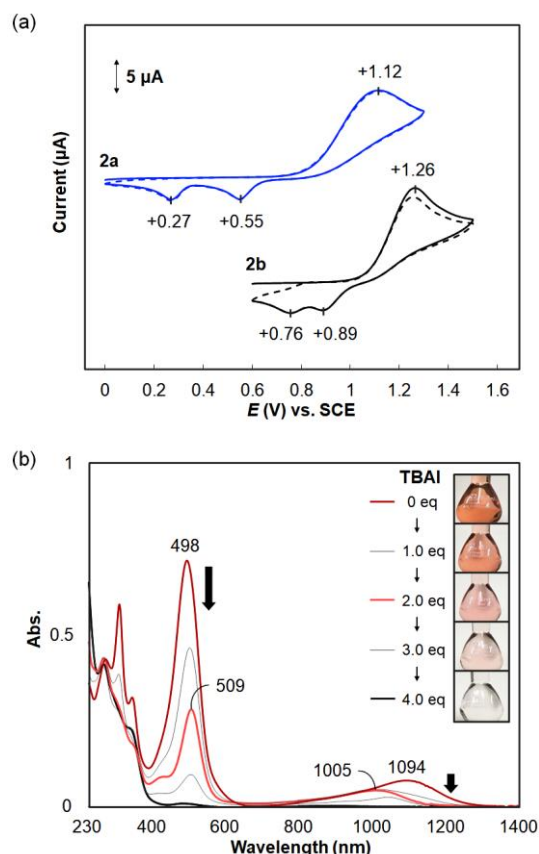 (a)
5 µA
+1.12
2a
+1.26
+0.27
+0.55
2b
+0.76
+0.89
Current (µA)
0 0.2 0.4 0.6 0.8 1 1.2 1.4 1.6
E (V) vs. SCE
(b)
1
TBAI
0 eq
498
1.0 eq
2.0 eq
0.5
3.0 eq
509
4.0 eq
Abs.
1005
1094
0
230 400 600 800 1000 1200 1400
Wavelength (nm)